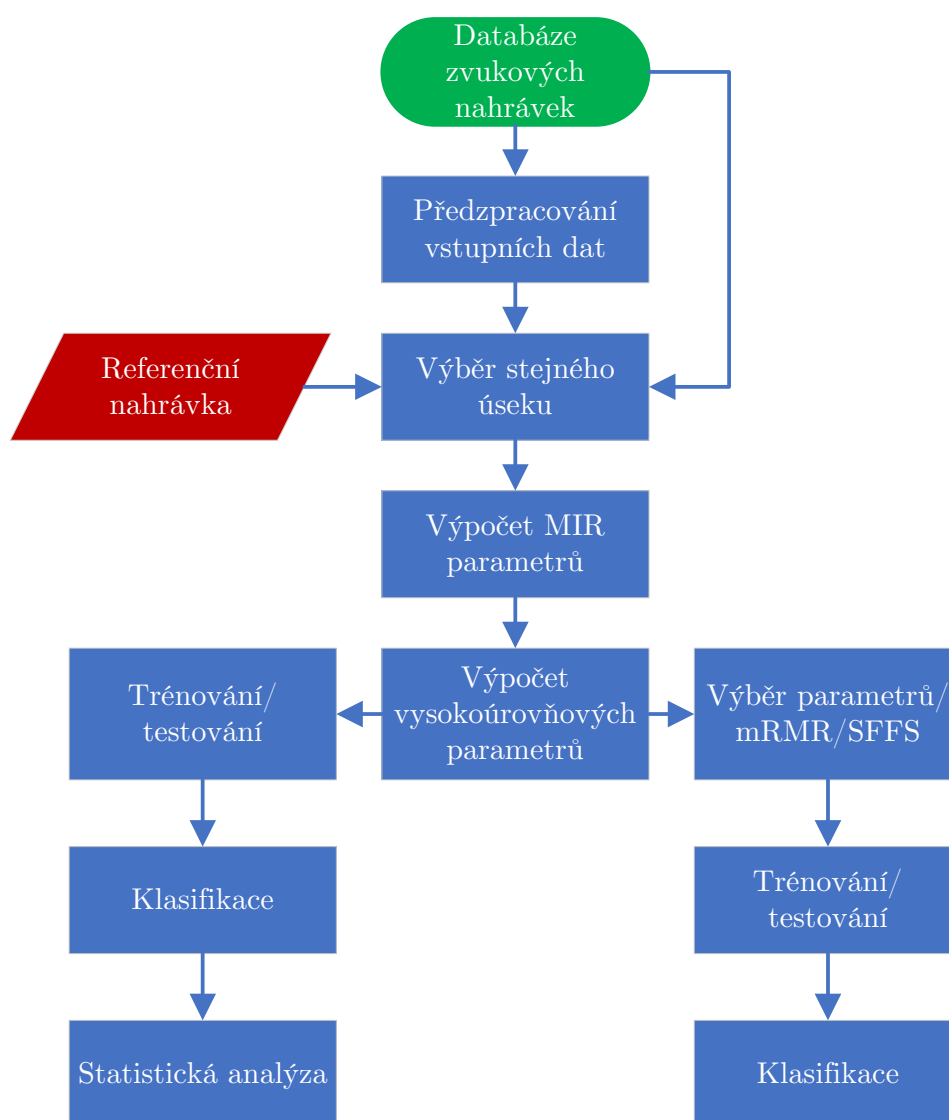 Databáze
zvukových
nahrávek
Předzpracování
vstupních dat
Referenční
nahrávka
Výběr stejného
úseku
Výpočet MIR
parametrů
Trénování/
testování
Výpočet
vysokoúrovňových
parametrů
Výběr parametrů/
mRMR/SFFS
Klasifikace
Trénování/
testování
Statistická analýza
Klasifikace